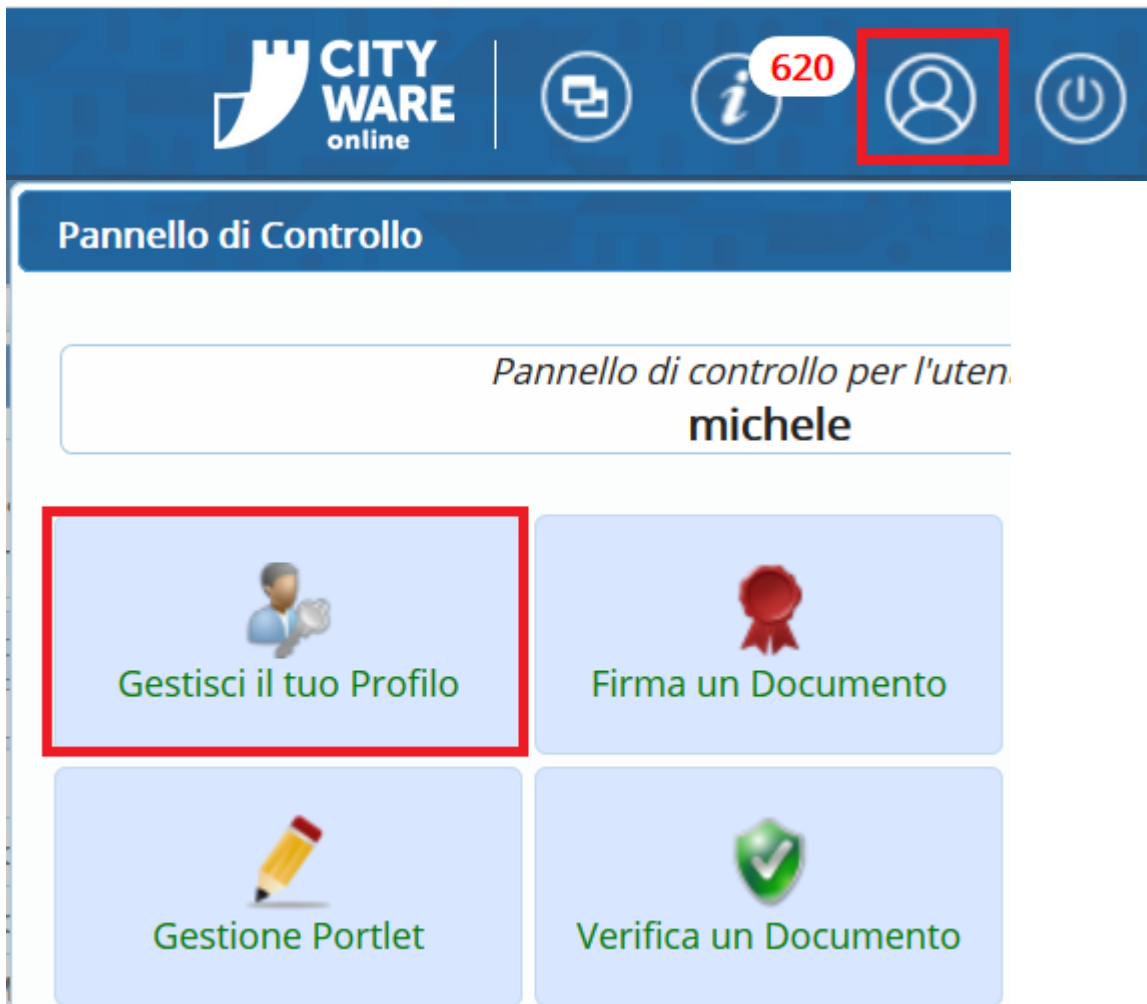 CITY
WARE
online
i
620
Pannello di Controllo
Pannello di controllo per l'uten
michele
Gestisci il tuo Profilo
Firma un Documento
Gestione Portlet
Verifica un Documento